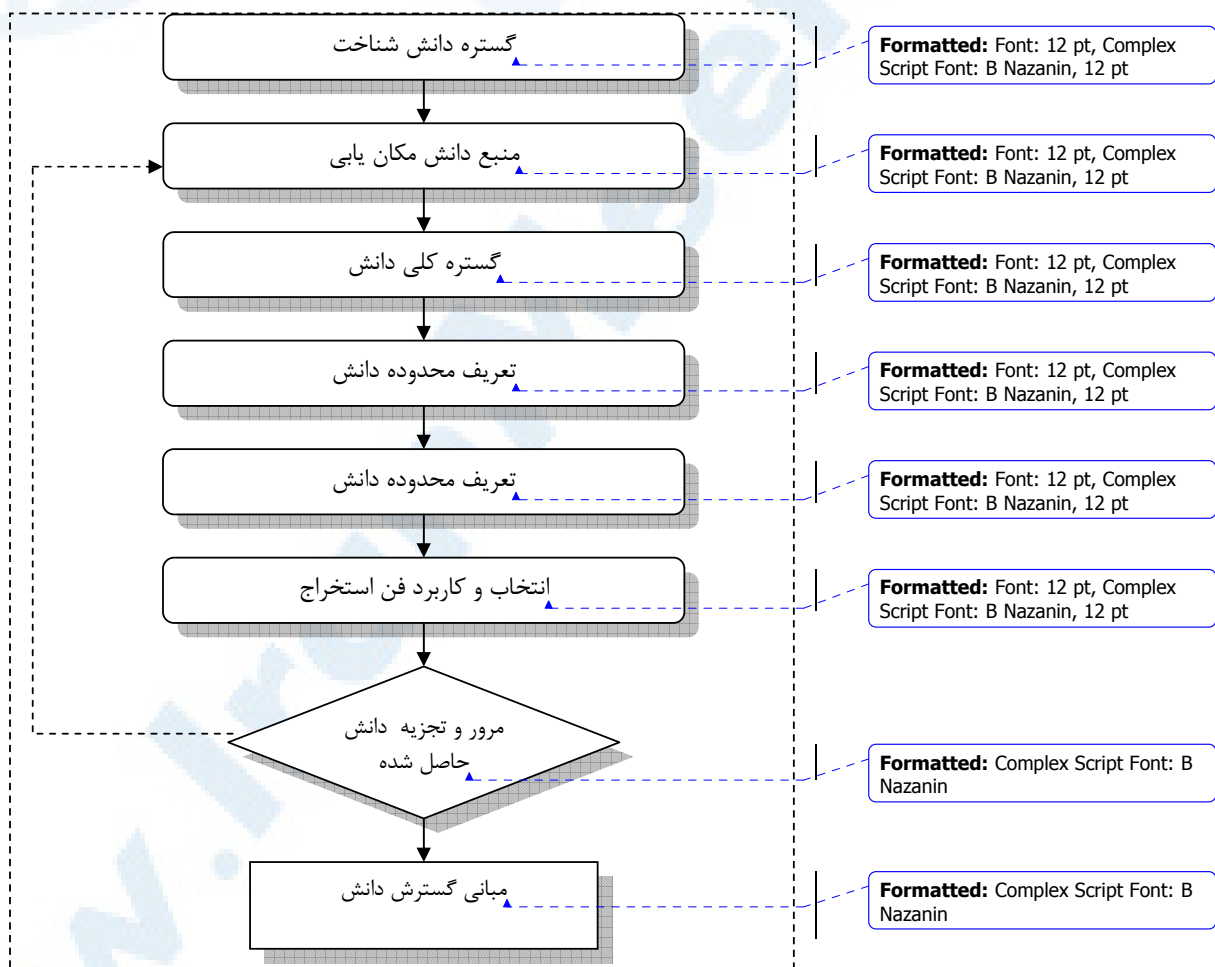 گستره دانش شناخت
Formatted: Font: 12 pt, Complex
Script Font: B Nazanin, 12 pt
منبع دانش مکان یابی
Formatted: Font: 12 pt, Complex
Script Font: B Nazanin, 12 pt
گستره کلی دانش
Formatted: Font: 12 pt, Complex
Script Font: B Nazanin, 12 pt
تعریف محدوده دانش
Formatted: Font: 12 pt, Complex
Script Font: B Nazanin, 12 pt
تعریف محدوده دانش
Formatted: Font: 12 pt, Complex
Script Font: B Nazanin, 12 pt
انتخاب و کاربرد فن استخراج
Formatted: Font: 12 pt, Complex
Script Font: B Nazanin, 12 pt
مرور و تجزیه دانش
حاصل شده
Formatted: Complex Script Font: B
Nazanin
مبانی گسترش دانش
Formatted: Complex Script Font: B
Nazanin